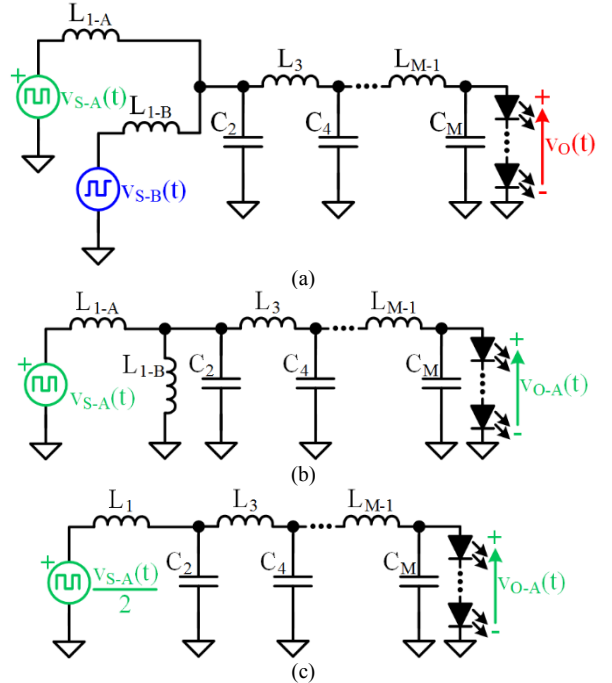 L1-A
L3
LM-1
+
vS-A(t)
L1-B
C2
C4
CM
+
vO(t)
-
vS-B(t)
(a)
L1-A
L3
LM-1
+
vS-A(t)
L1-B
C2
C4
CM
+
vO-A(t)
-
(b)
L1
L3
LM-1
+
vS-A(t)
2
C2
C4
CM
+
vO-A(t)
-
(c)